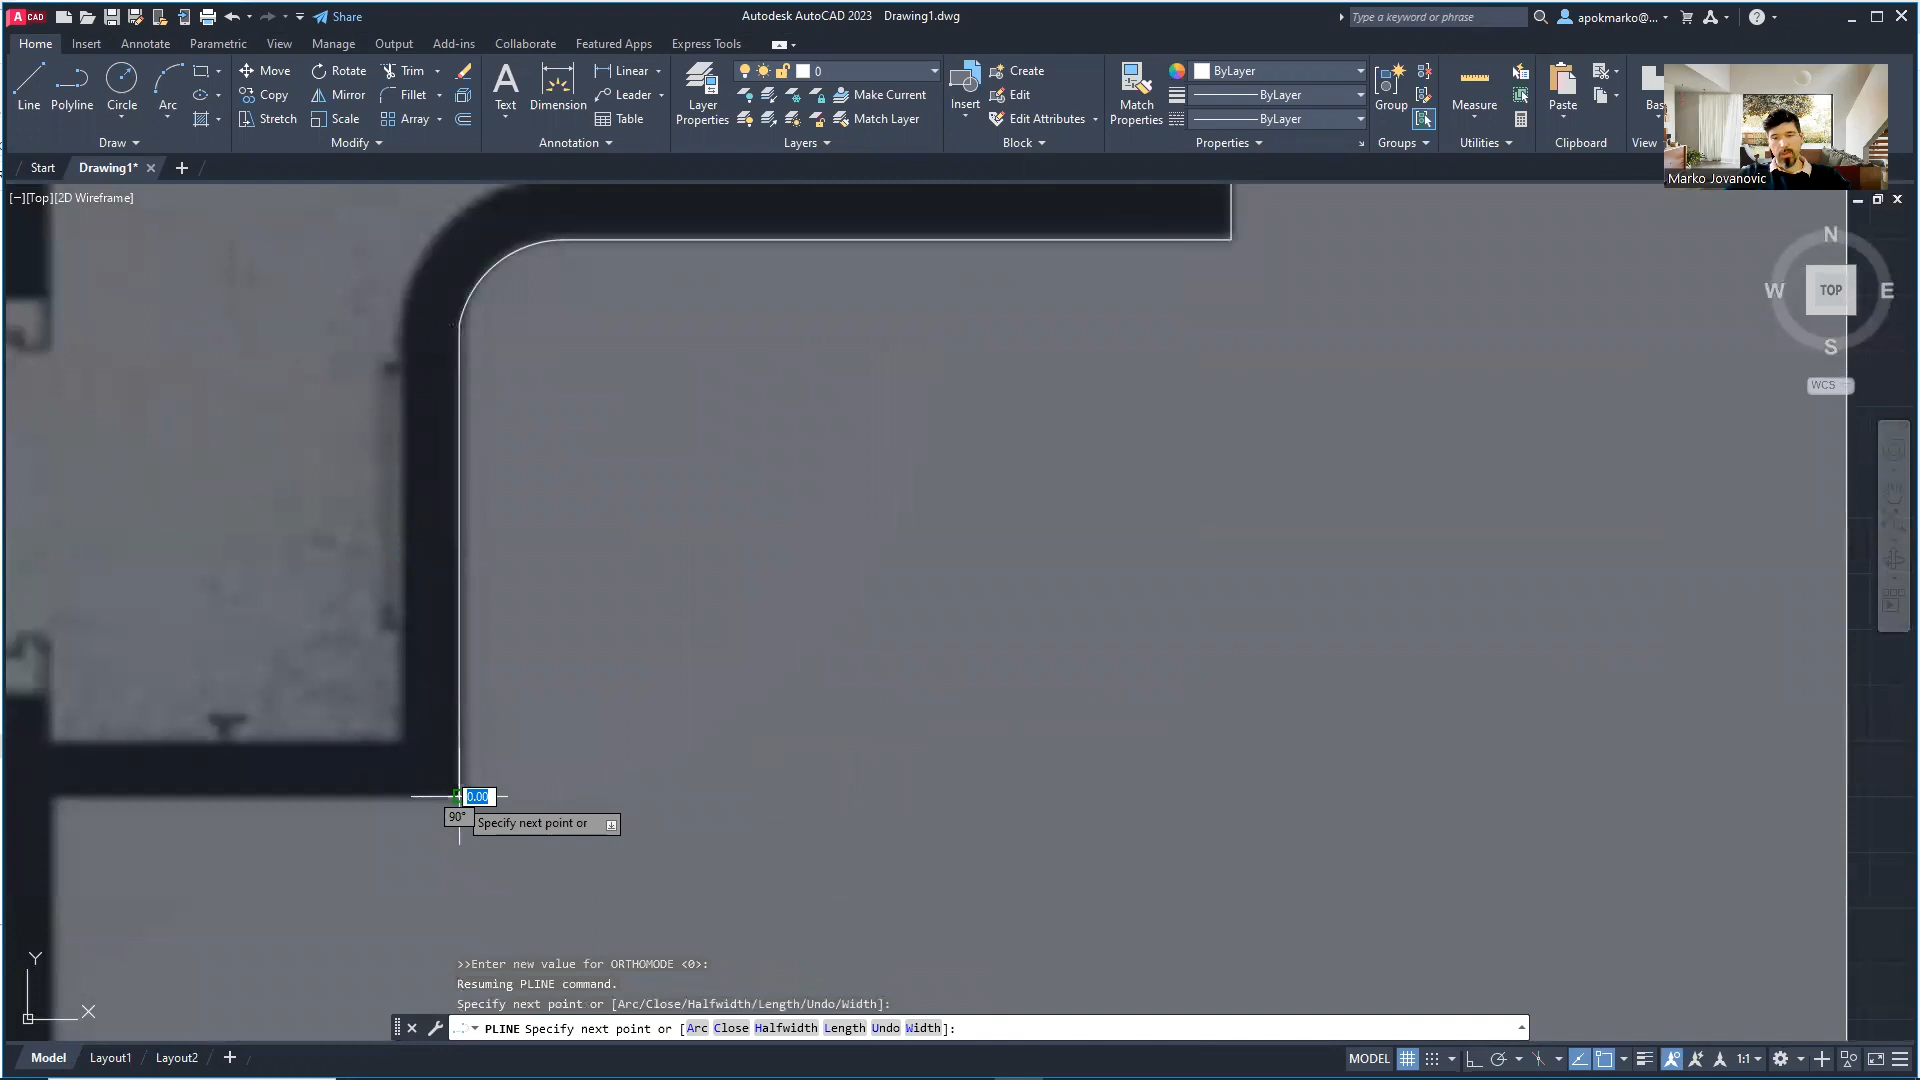 A CAD Share Autodesk AutoCAD 2023 Drawing1.dwg Type a keyword or phrase apokmarko@...
Home Insert Annotate Parametric View Manage Output Add-ins Collaborate Featured Apps Express Tools
Line Polyline Circle Arc
Move Rotate Trim
Copy Mirror Fillet
Stretch Scale Array
Text Dimension
Linear
Leader
Table
Layer Properties
0
Make Current
Match Layer
Insert
Create
Edit
Edit Attributes
Match Properties
ByLayer
ByLayer
ByLayer
Group
Measure
Paste
Bas
Draw Modify Annotation Layers Block Properties Groups Utilities Clipboard View
Marko Jovanovic
Start Drawing1*
[−][Top][2D Wireframe]
N
W TOP E
S
WCS
0.00
90°
Specify next point or
Y
X
>>Enter new value for ORTHOMODE <0>:
Resuming PLINE command.
Specify next point or [Arc/Close/Halfwidth/Length/Undo/Width]:
PLINE Specify next point or [Arc Close Halfwidth Length Undo Width]:
Model Layout1 Layout2
MODEL 1:1